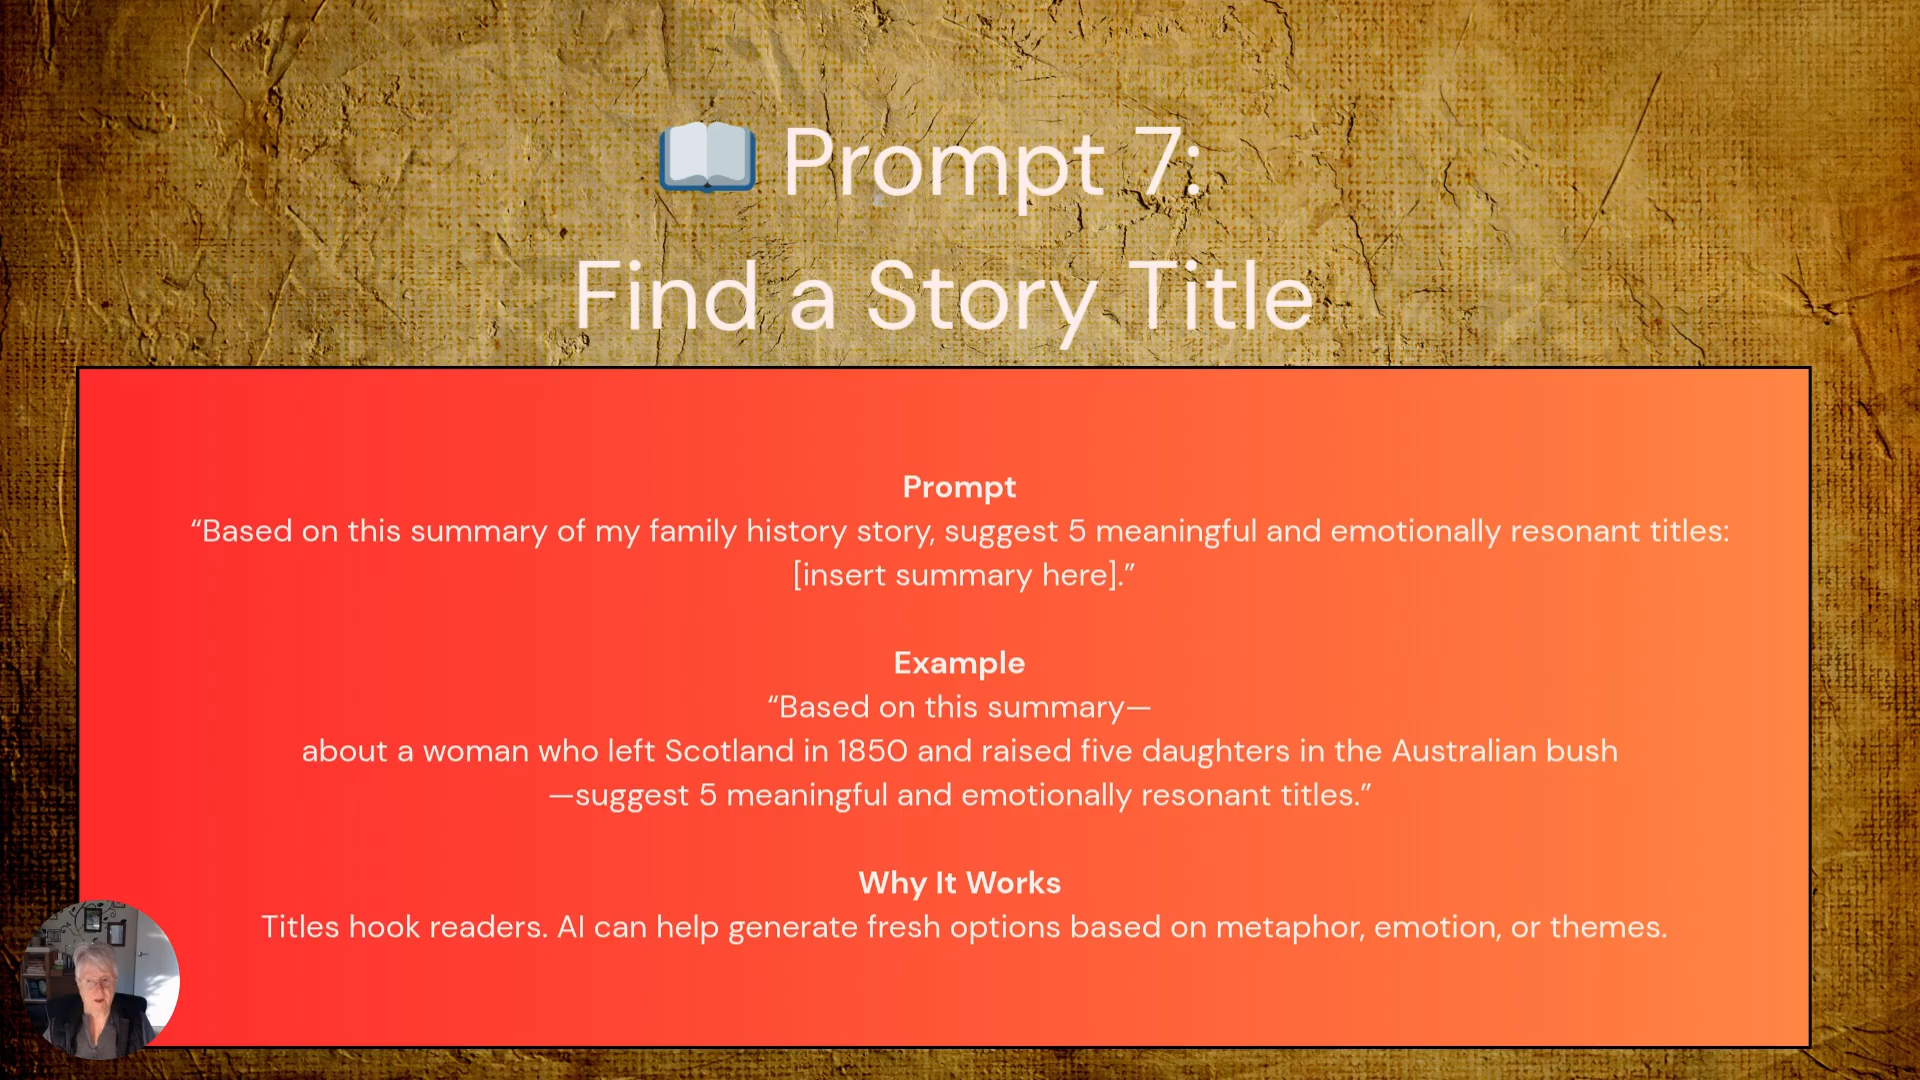 📖 Prompt 7:
Find a Story Title
Prompt
“Based on this summary of my family history story, suggest 5 meaningful and emotionally resonant titles:
[insert summary here].”
Example
“Based on this summary—
about a woman who left Scotland in 1850 and raised five daughters in the Australian bush
—suggest 5 meaningful and emotionally resonant titles.”
Why It Works
Titles hook readers. AI can help generate fresh options based on metaphor, emotion, or themes.